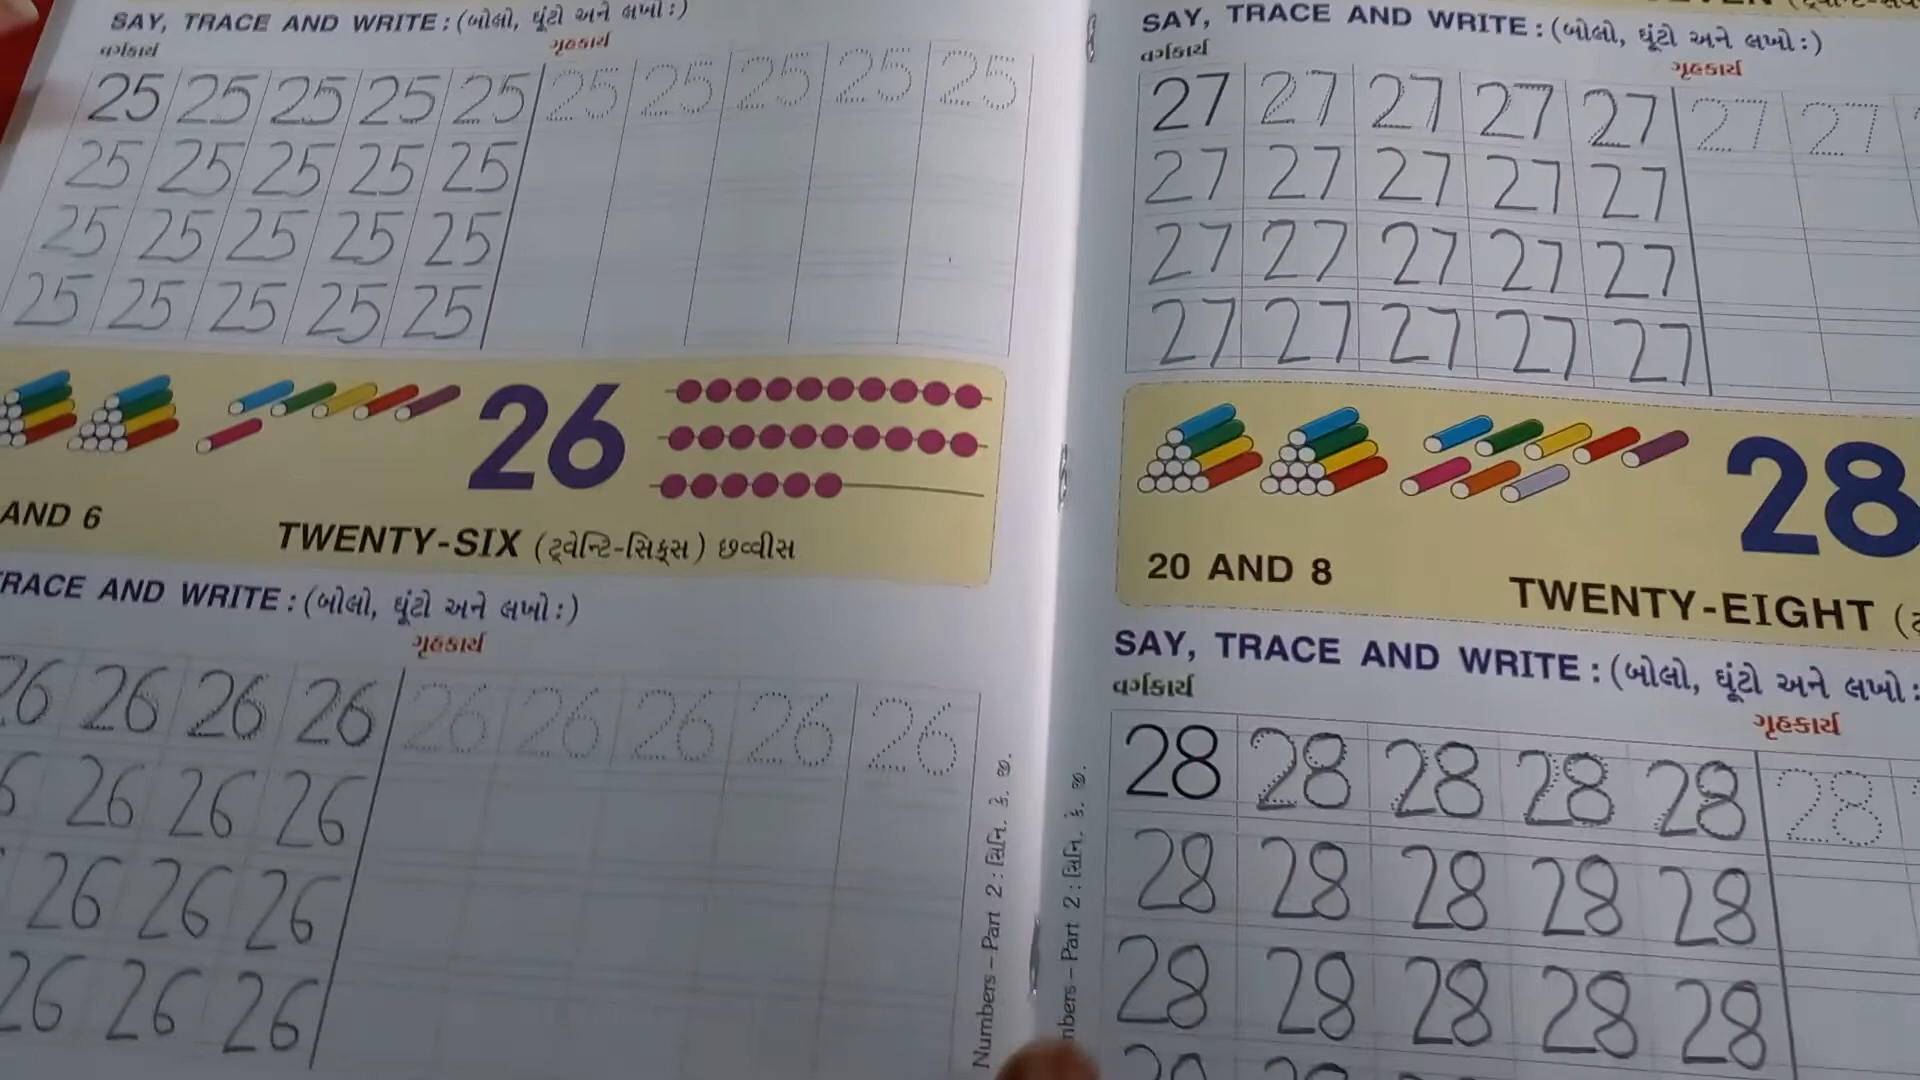 SAY, TRACE AND WRITE : (બોલો, ઘૂંટો અને લખો :)
વર્ગકાર્ય
ગૃહકાર્ય
25 25 25 25 25 25 25 25 25 25
25 25 25 25 25
25 25 25 25 25
25 25 25 25 25
26
AND 6
TWENTY-SIX (ટ્વેન્ટિ-સિક્સ) છવ્વીસ
TRACE AND WRITE : (બોલો, ઘૂંટો અને લખો :)
ગૃહકાર્ય
26 26 26 26 26 26 26 26 26
6 26 26 26
26 26 26
26 26 26
Numbers – Part 2 : સિનિ. કે. જી.
SAY, TRACE AND WRITE : (બોલો, ઘૂંટો અને લખો :)
વર્ગકાર્ય
ગૃહકાર્ય
27 27 27 27 27 27 27
27 27 27 27 27
27 27 27 27 27
27 27 27 27 27
28
20 AND 8
TWENTY-EIGHT
SAY, TRACE AND WRITE : (બોલો, ઘૂંટો અને લખો :
વર્ગકાર્ય
ગૃહકાર્ય
28 28 28 28 28 28
28 28 28 28 28
28 28 28 28 28
nbers – Part 2 : સિનિ. કે. જી.